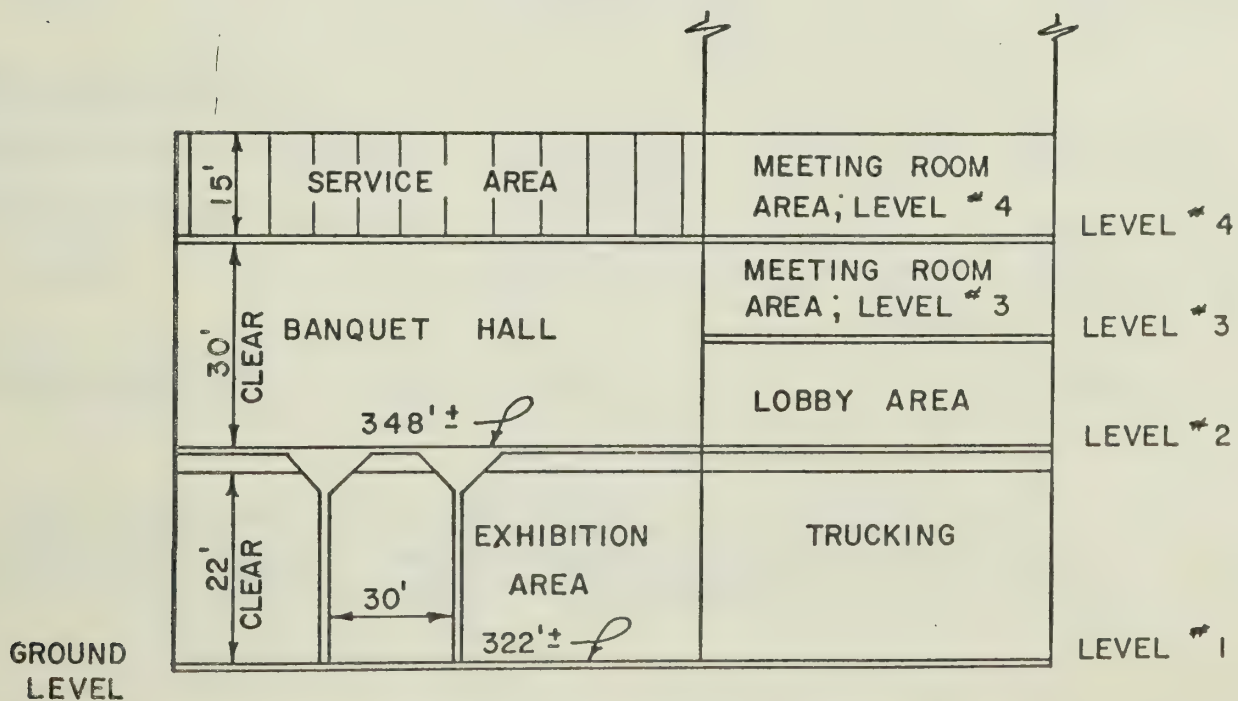 15'
SERVICE AREA
MEETING ROOM
AREA; LEVEL # 4
LEVEL # 4
30'
CLEAR
BANQUET HALL
MEETING ROOM
AREA; LEVEL # 3
LEVEL # 3
348' ±
LOBBY AREA
LEVEL # 2
22'
CLEAR
30'
EXHIBITION
AREA
322' ±
TRUCKING
LEVEL # 1
GROUND
LEVEL